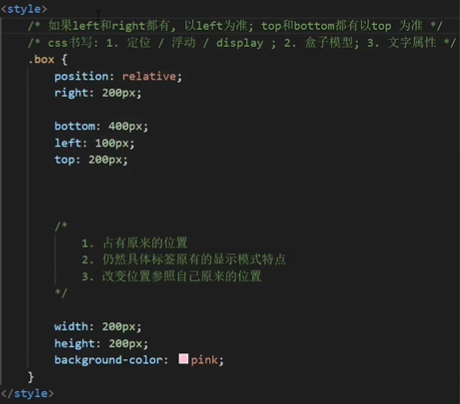 <style>
/* 如果left和right都有, 以left为准; top和bottom都有以top 为准 */
/* css书写: 1. 定位 / 浮动 / display ; 2. 盒子模型; 3. 文字属性 */
.box {
position: relative;
right: 200px;
bottom: 400px;
left: 100px;
top: 200px;
/*
1. 占有原来的位置
2. 仍然具体标签原有的显示模式特点
3. 改变位置参照自己原来的位置
*/
width: 200px;
height: 200px;
background-color: pink;
}
</style>